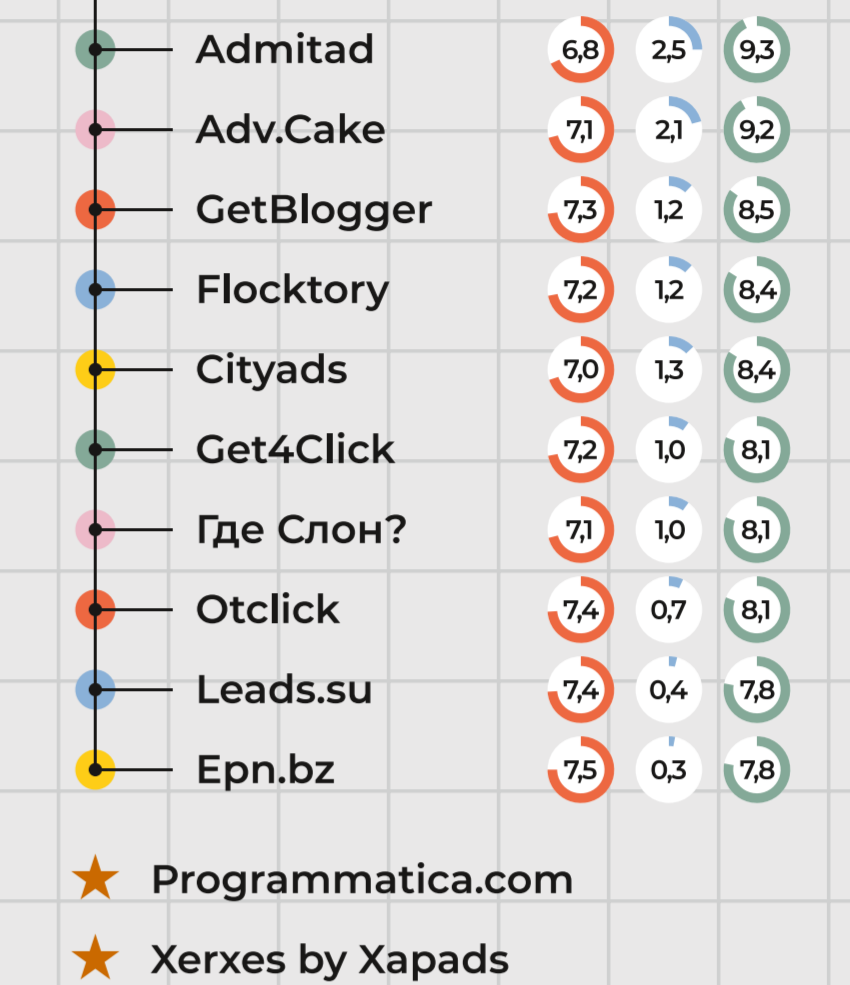 Admitad 6,8 2,5 9,3
Adv.Cake 7,1 2,1 9,2
GetBlogger 7,3 1,2 8,5
Flocktory 7,2 1,2 8,4
Cityads 7,0 1,3 8,4
Get4Click 7,2 1,0 8,1
Где Слон? 7,1 1,0 8,1
Otclick 7,4 0,7 8,1
Leads.su 7,4 0,4 7,8
Epn.bz 7,5 0,3 7,8
Programmatica.com
Xerxes by Xapads